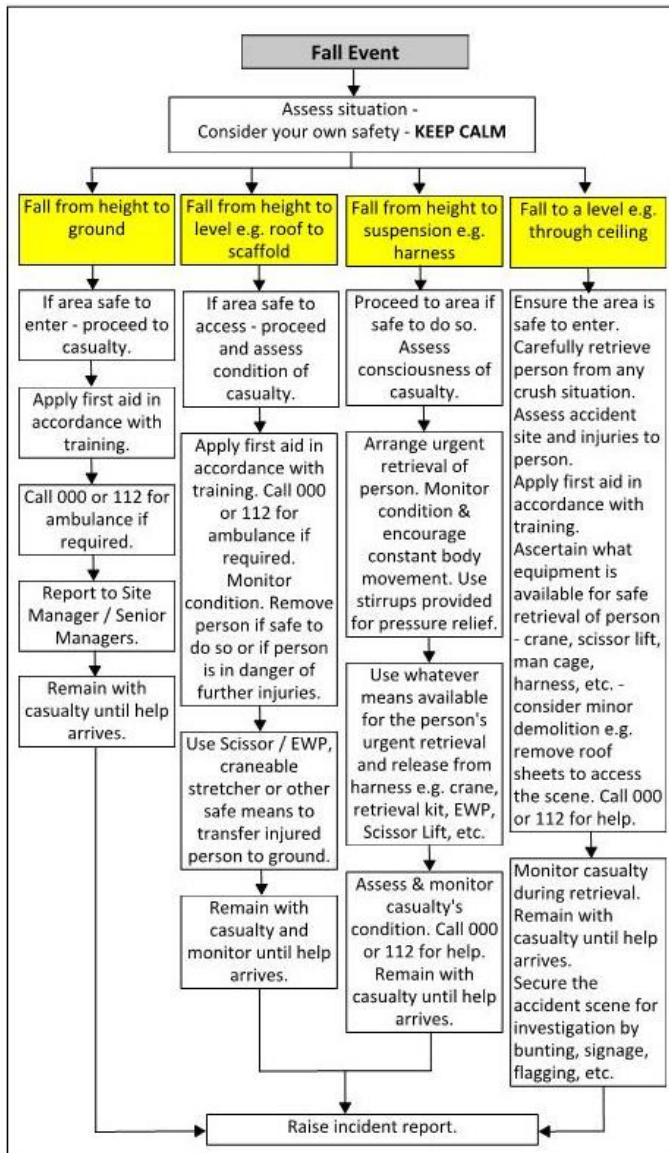 Fall Event
Assess situation -
Consider your own safety - KEEP CALM
Fall from height to
ground
If area safe to
enter - proceed to
casualty.
Apply first aid in
accordance with
training.
Call 000 or 112 for
ambulance if
required.
Report to Site
Manager / Senior
Managers.
Remain with
casualty until help
arrives.
Fall from height to
level e.g. roof to
scaffold
If area safe to
access - proceed
and assess
condition of
casualty.
Apply first aid in
accordance with
training. Call 000
or 112 for
ambulance if
required.
Monitor
condition. Remove
person if safe to
do so or if person
is in danger of
further injuries.
Use Scissor / EWP,
craneable
stretcher or other
safe means to
transfer injured
person to ground.
Remain with
casualty and
monitor until help
arrives.
Fall from height to
suspension e.g.
harness
Proceed to area if
safe to do so.
Assess
consciousness of
casualty.
Arrange urgent
retrieval of
person. Monitor
condition &
encourage
constant body
movement. Use
stirrups provided
for pressure relief.
Use whatever
means available
for the person's
urgent retrieval
and release from
harness e.g. crane,
retrieval kit, EWP,
Scissor Lift, etc.
Assess & monitor
casualty's
condition. Call 000
or 112 for help.
Remain with
casualty until help
arrives.
Fall to a level e.g.
through ceiling
Ensure the area is
safe to enter.
Carefully retrieve
person from any
crush situation.
Assess accident
site and injuries to
person.
Apply first aid in
accordance with
training.
Ascertain what
equipment is
available for safe
retrieval of person
- crane, scissor lift,
man cage,
harness, etc. -
consider minor
demolition e.g.
remove roof
sheets to access
the scene. Call 000
or 112 for help.
Monitor casualty
during retrieval.
Remain with
casualty until help
arrives.
Secure the
accident scene for
investigation by
bunting, signage,
flagging, etc.
Raise incident report.